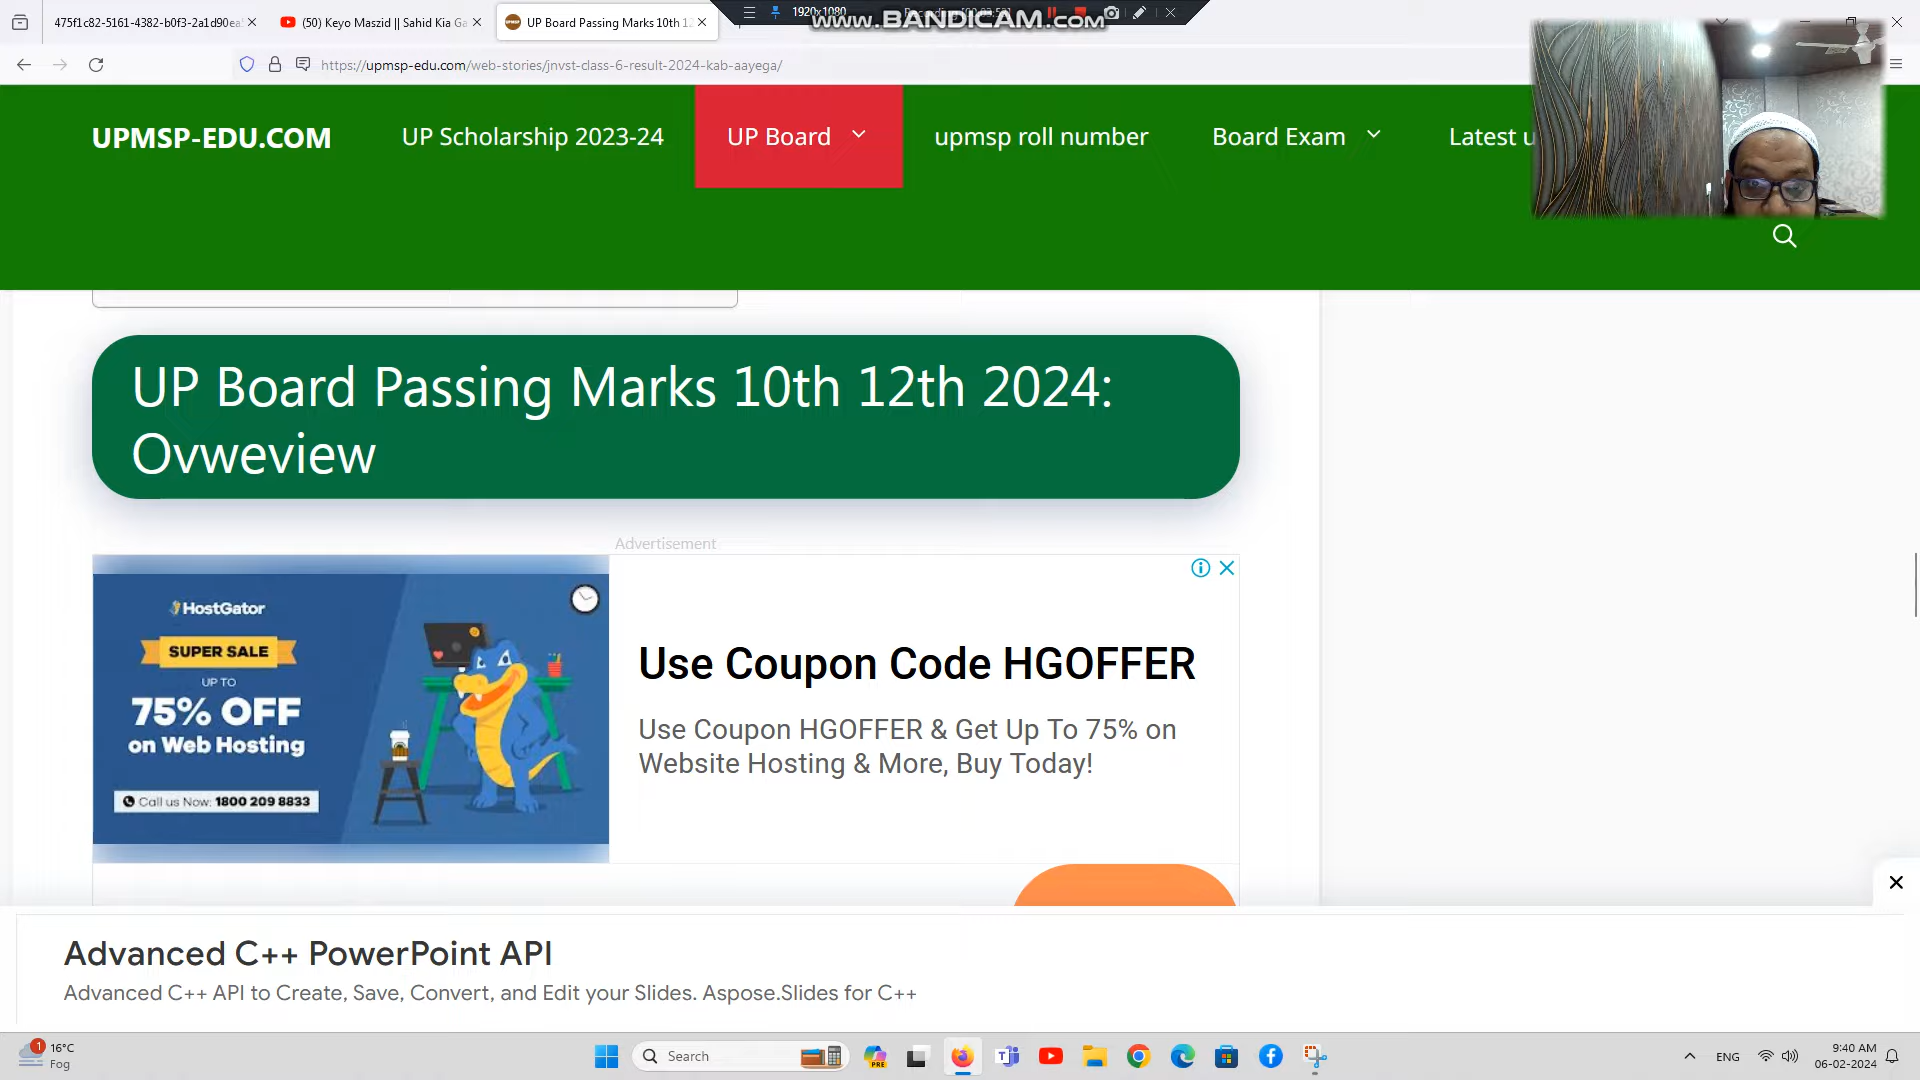 475f1c82-5161-4382-b0f3-2a1d90ea
(50) Keyo Maszid || Sahid Kia Ga
UP Board Passing Marks 10th 12
1920x1080
www.BANDICAM.com
https://upmsp-edu.com/web-stories/jnvst-class-6-result-2024-kab-aayega/
UPMSP-EDU.COM
UP Scholarship 2023-24
UP Board
upmsp roll number
Board Exam
Latest u
UP Board Passing Marks 10th 12th 2024:
Ovweview
Advertisement
HostGator
SUPER SALE
UP TO
75% OFF
on Web Hosting
Call us Now: 1800 209 8833
Use Coupon Code HGOFFER
Use Coupon HGOFFER & Get Up To 75% on
Website Hosting & More, Buy Today!
Advanced C++ PowerPoint API
Advanced C++ API to Create, Save, Convert, and Edit your Slides. Aspose.Slides for C++
1
16°C
Fog
Search
PRE
ENG
9:40 AM
06-02-2024